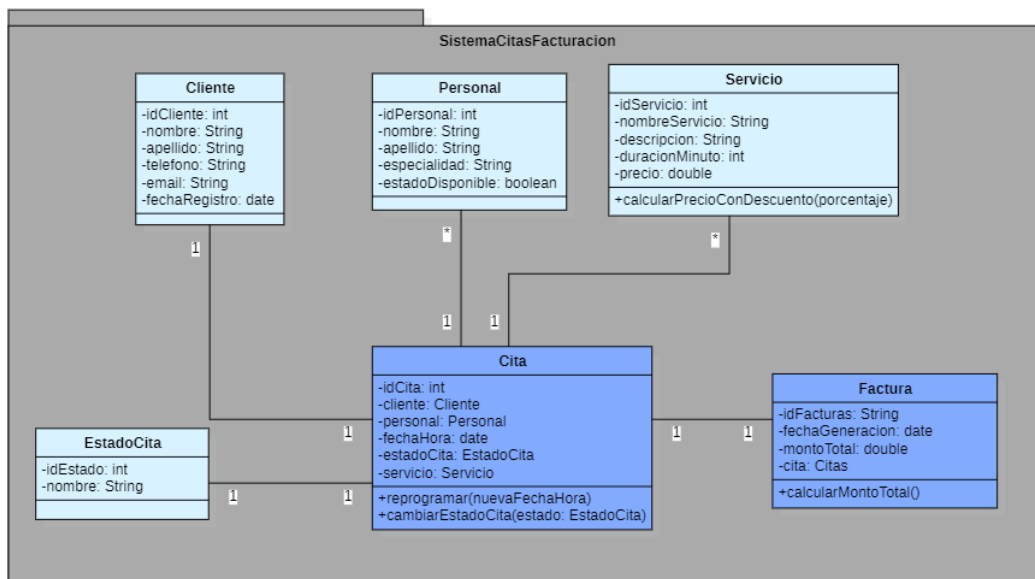 SistemaCitasFacturacion
Cliente
-idCliente: int
-nombre: String
-apellido: String
-telefono: String
-email: String
-fechaRegistro: date
Personal
-idPersonal: int
-nombre: String
-apellido: String
-especialidad: String
-estadoDisponible: boolean
Servicio
-idServicio: int
-nombreServicio: String
-descripcion: String
-duracionMinuto: int
-precio: double
+calcularPrecioConDescuento(porcentaje)
1
*
*
1
1
Cita
-idCita: int
-cliente: Cliente
-personal: Personal
-fechaHora: date
-estadoCita: EstadoCita
-servicio: Servicio
+reprogramar(nuevaFechaHora)
+cambiarEstadoCita(estado: EstadoCita)
Factura
-idFacturas: String
-fechaGeneracion: date
-montoTotal: double
-cita: Citas
+calcularMontoTotal()
1
1
1
EstadoCita
-idEstado: int
-nombre: String
1
1